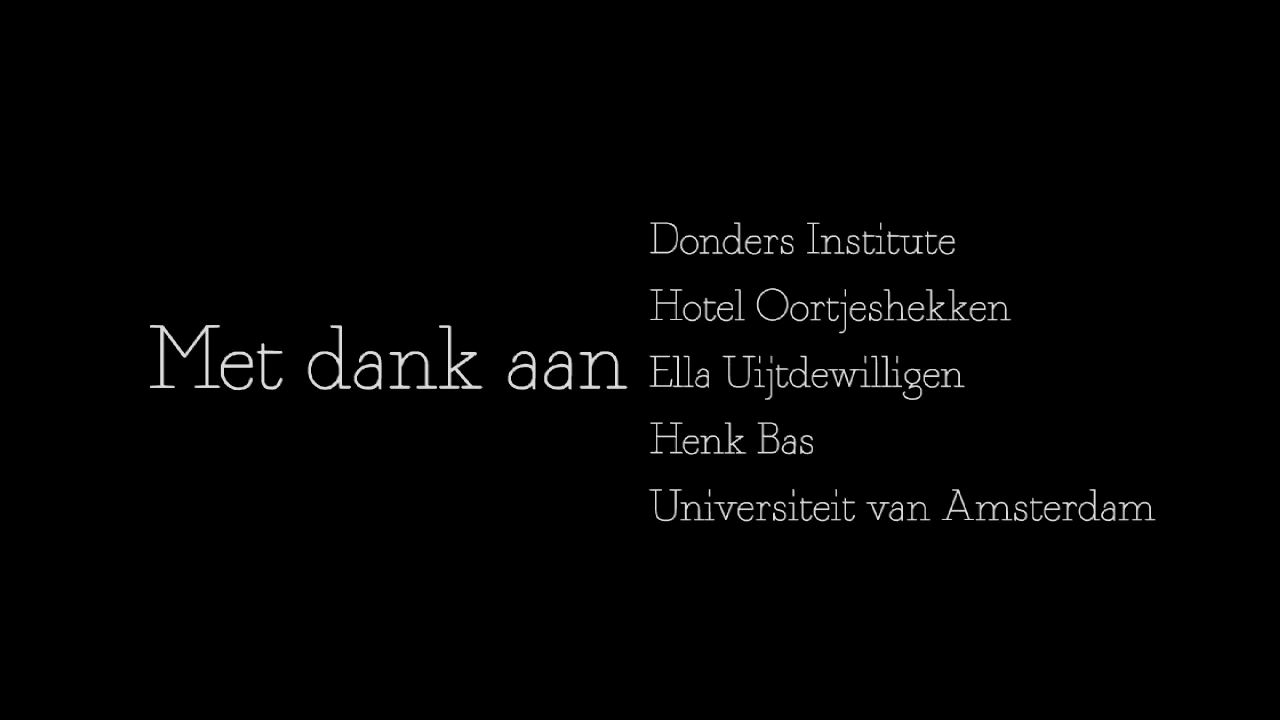 Met dank aan
Donders Institute
Hotel Oortjeshekken
Ella Uijtdewilligen
Henk Bas
Universiteit van Amsterdam